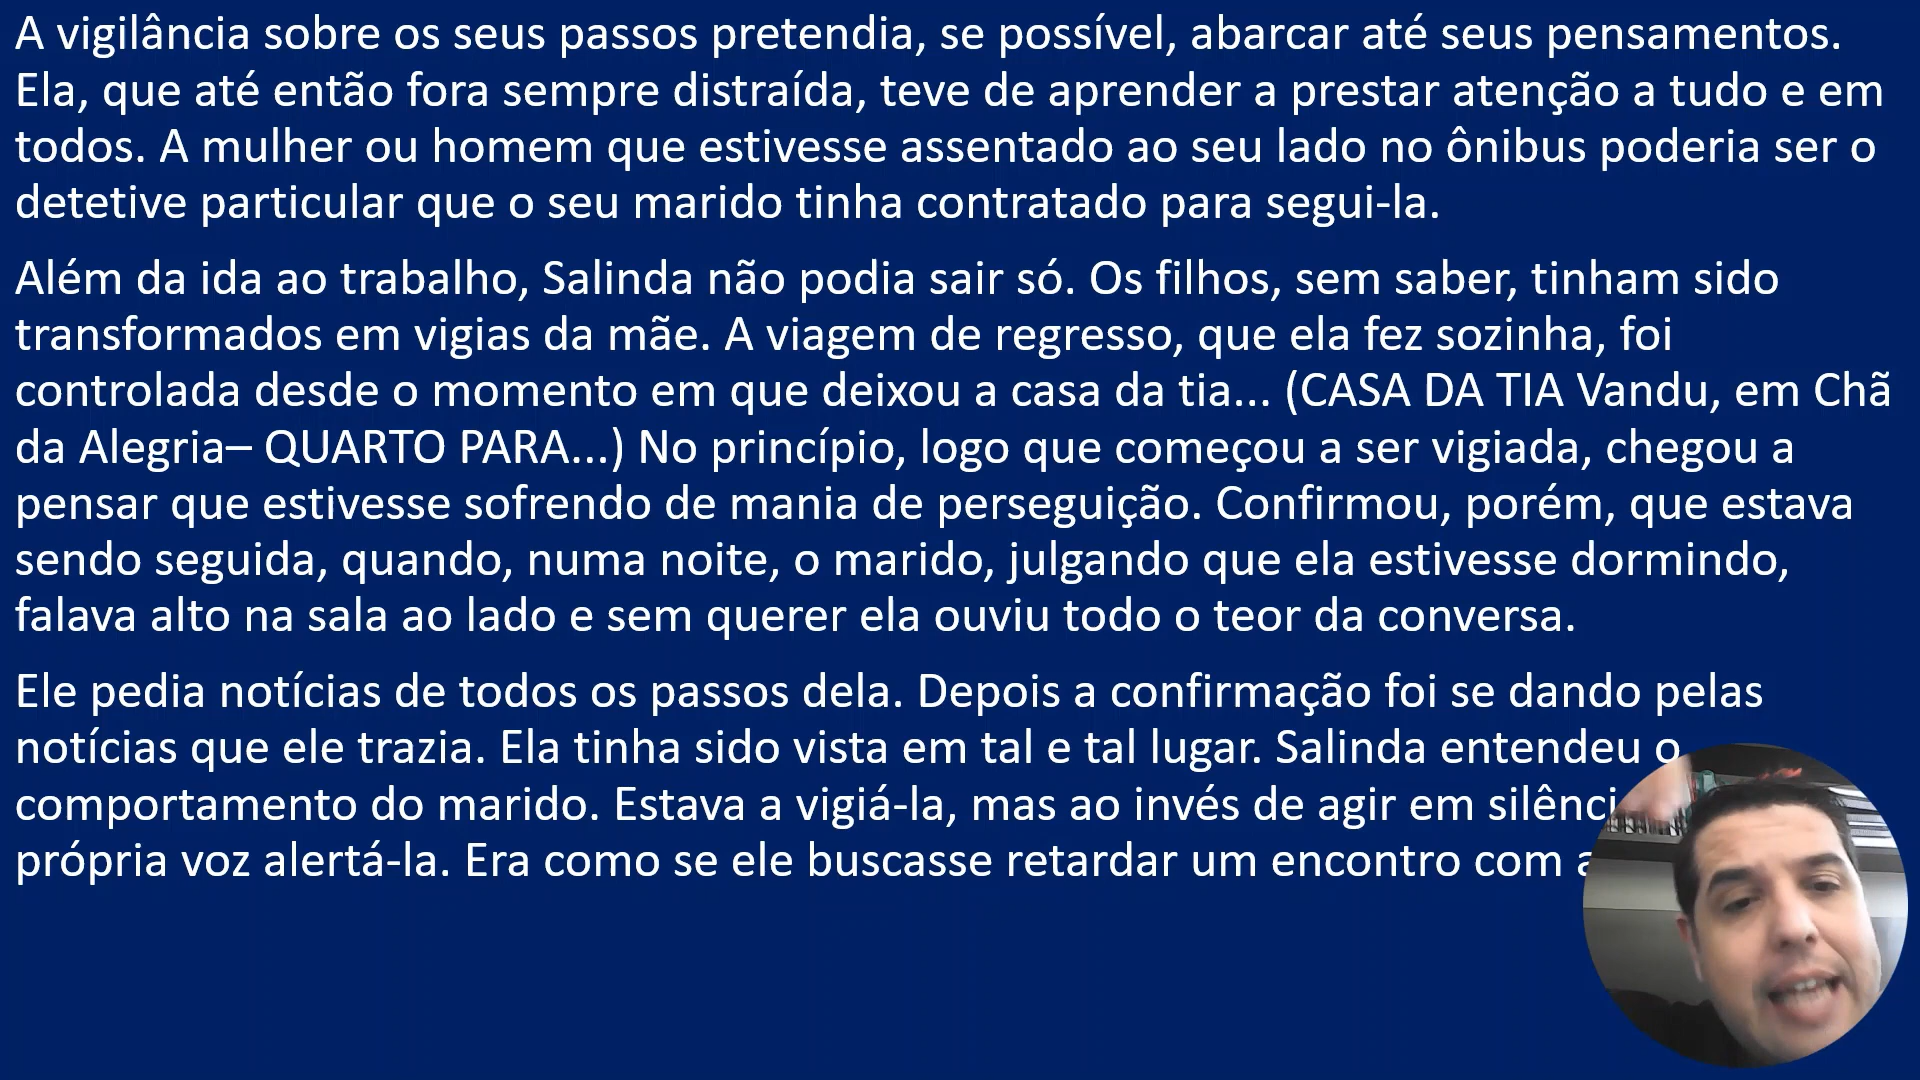 A vigilância sobre os seus passos pretendia, se possível, abarcar até seus pensamentos.
Ela, que até então fora sempre distraída, teve de aprender a prestar atenção a tudo e em
todos. A mulher ou homem que estivesse assentado ao seu lado no ônibus poderia ser o
detetive particular que o seu marido tinha contratado para segui-la.
Além da ida ao trabalho, Salinda não podia sair só. Os filhos, sem saber, tinham sido
transformados em vigias da mãe. A viagem de regresso, que ela fez sozinha, foi
controlada desde o momento em que deixou a casa da tia... (CASA DA TIA Vandu, em Chã
da Alegria– QUARTO PARA...) No princípio, logo que começou a ser vigiada, chegou a
pensar que estivesse sofrendo de mania de perseguição. Confirmou, porém, que estava
sendo seguida, quando, numa noite, o marido, julgando que ela estivesse dormindo,
falava alto na sala ao lado e sem querer ela ouviu todo o teor da conversa.
Ele pedia notícias de todos os passos dela. Depois a confirmação foi se dando pelas
notícias que ele trazia. Ela tinha sido vista em tal e tal lugar. Salinda entendeu o
comportamento do marido. Estava a vigiá-la, mas ao invés de agir em
própria voz alertá-la. Era como se ele buscasse retardar um encontro com